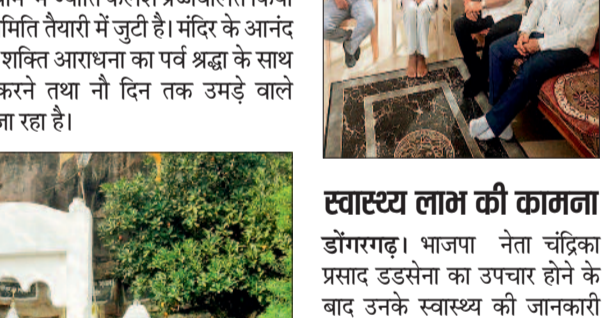 मिति तैयारी में जुटी है। मंदिर के आनंद
शक्ति आराधना का पर्व श्रद्धा के साथ
करने तथा नौ दिन तक उमड़े वाले
जा रहा है।
स्वास्थ्य लाभ की कामना
डोंगरगढ़। भाजपा नेता चंद्रिका
प्रसाद डडसेना का उपचार होने के
बाद उनके स्वास्थ्य की जानकारी